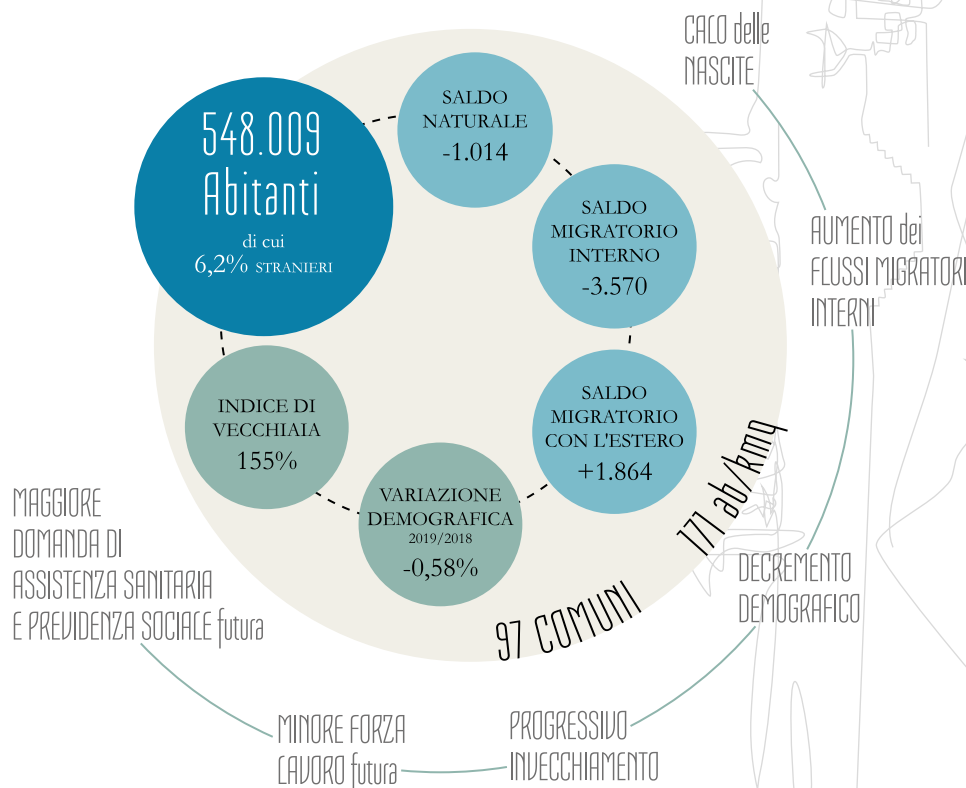 548.009
Abitanti
di cui
6,2% STRANIERI
SALDO
NATURALE
-1.014
SALDO
MIGRATORIO
INTERNO
-3.570
SALDO
MIGRATORIO
CON L'ESTERO
+1.864
VARIAZIONE
DEMOGRAFICA
2019/2018
-0,58%
INDICE DI
VECCHIAIA
155%
171 ab/kmq
97 COMUNI
CALO delle
NASCITE
AUMENTO dei
FLUSSI MIGRATORI
INTERNI
DECREMENTO
DEMOGRAFICO
PROGRESSIVO
INVECCHIAMENTO
MINORE FORZA
LAVORO futura
MAGGIORE
DOMANDA DI
ASSISTENZA SANITARIA
E PREVIDENZA SOCIALE futura